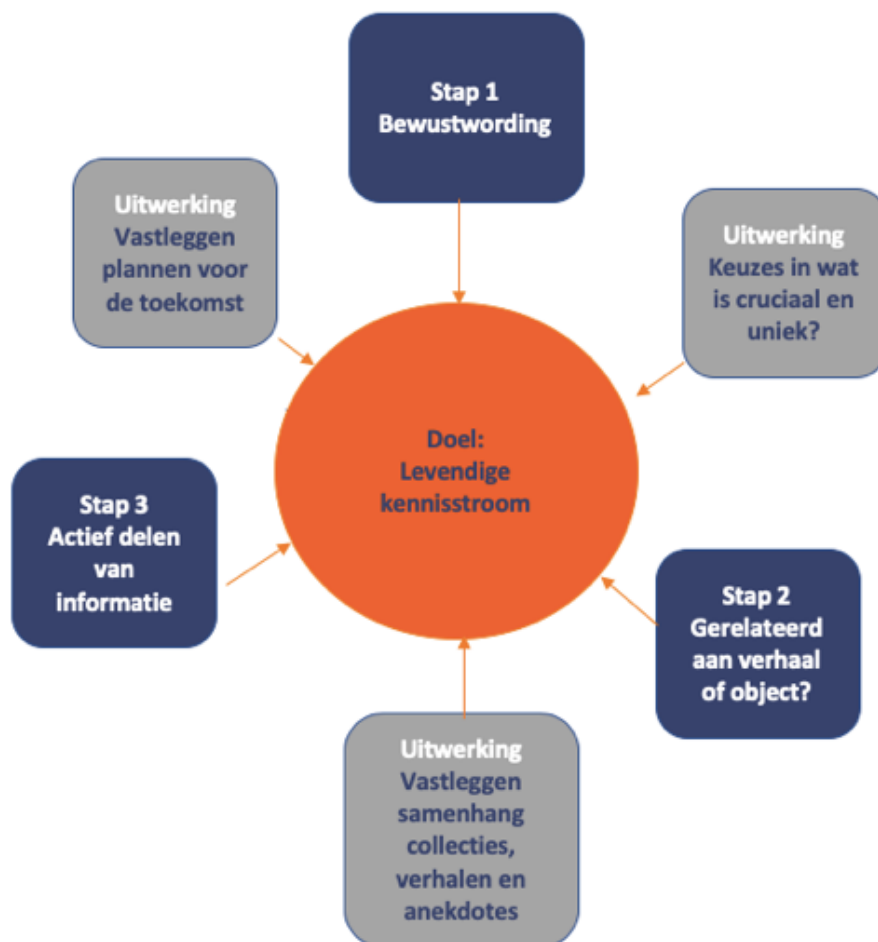 Stap 1
Bewustwording
Uitwerking
Keuzes in wat
is cruciaal en
uniek?
Stap 2
Gerelateerd
aan verhaal
of object?
Uitwerking
Vastleggen
samenhang
collecties,
verhalen en
anekdotes
Stap 3
Actief delen
van
informatie
Uitwerking
Vastleggen
plannen voor
de toekomst
Doel:
Levendige
kennisstroom